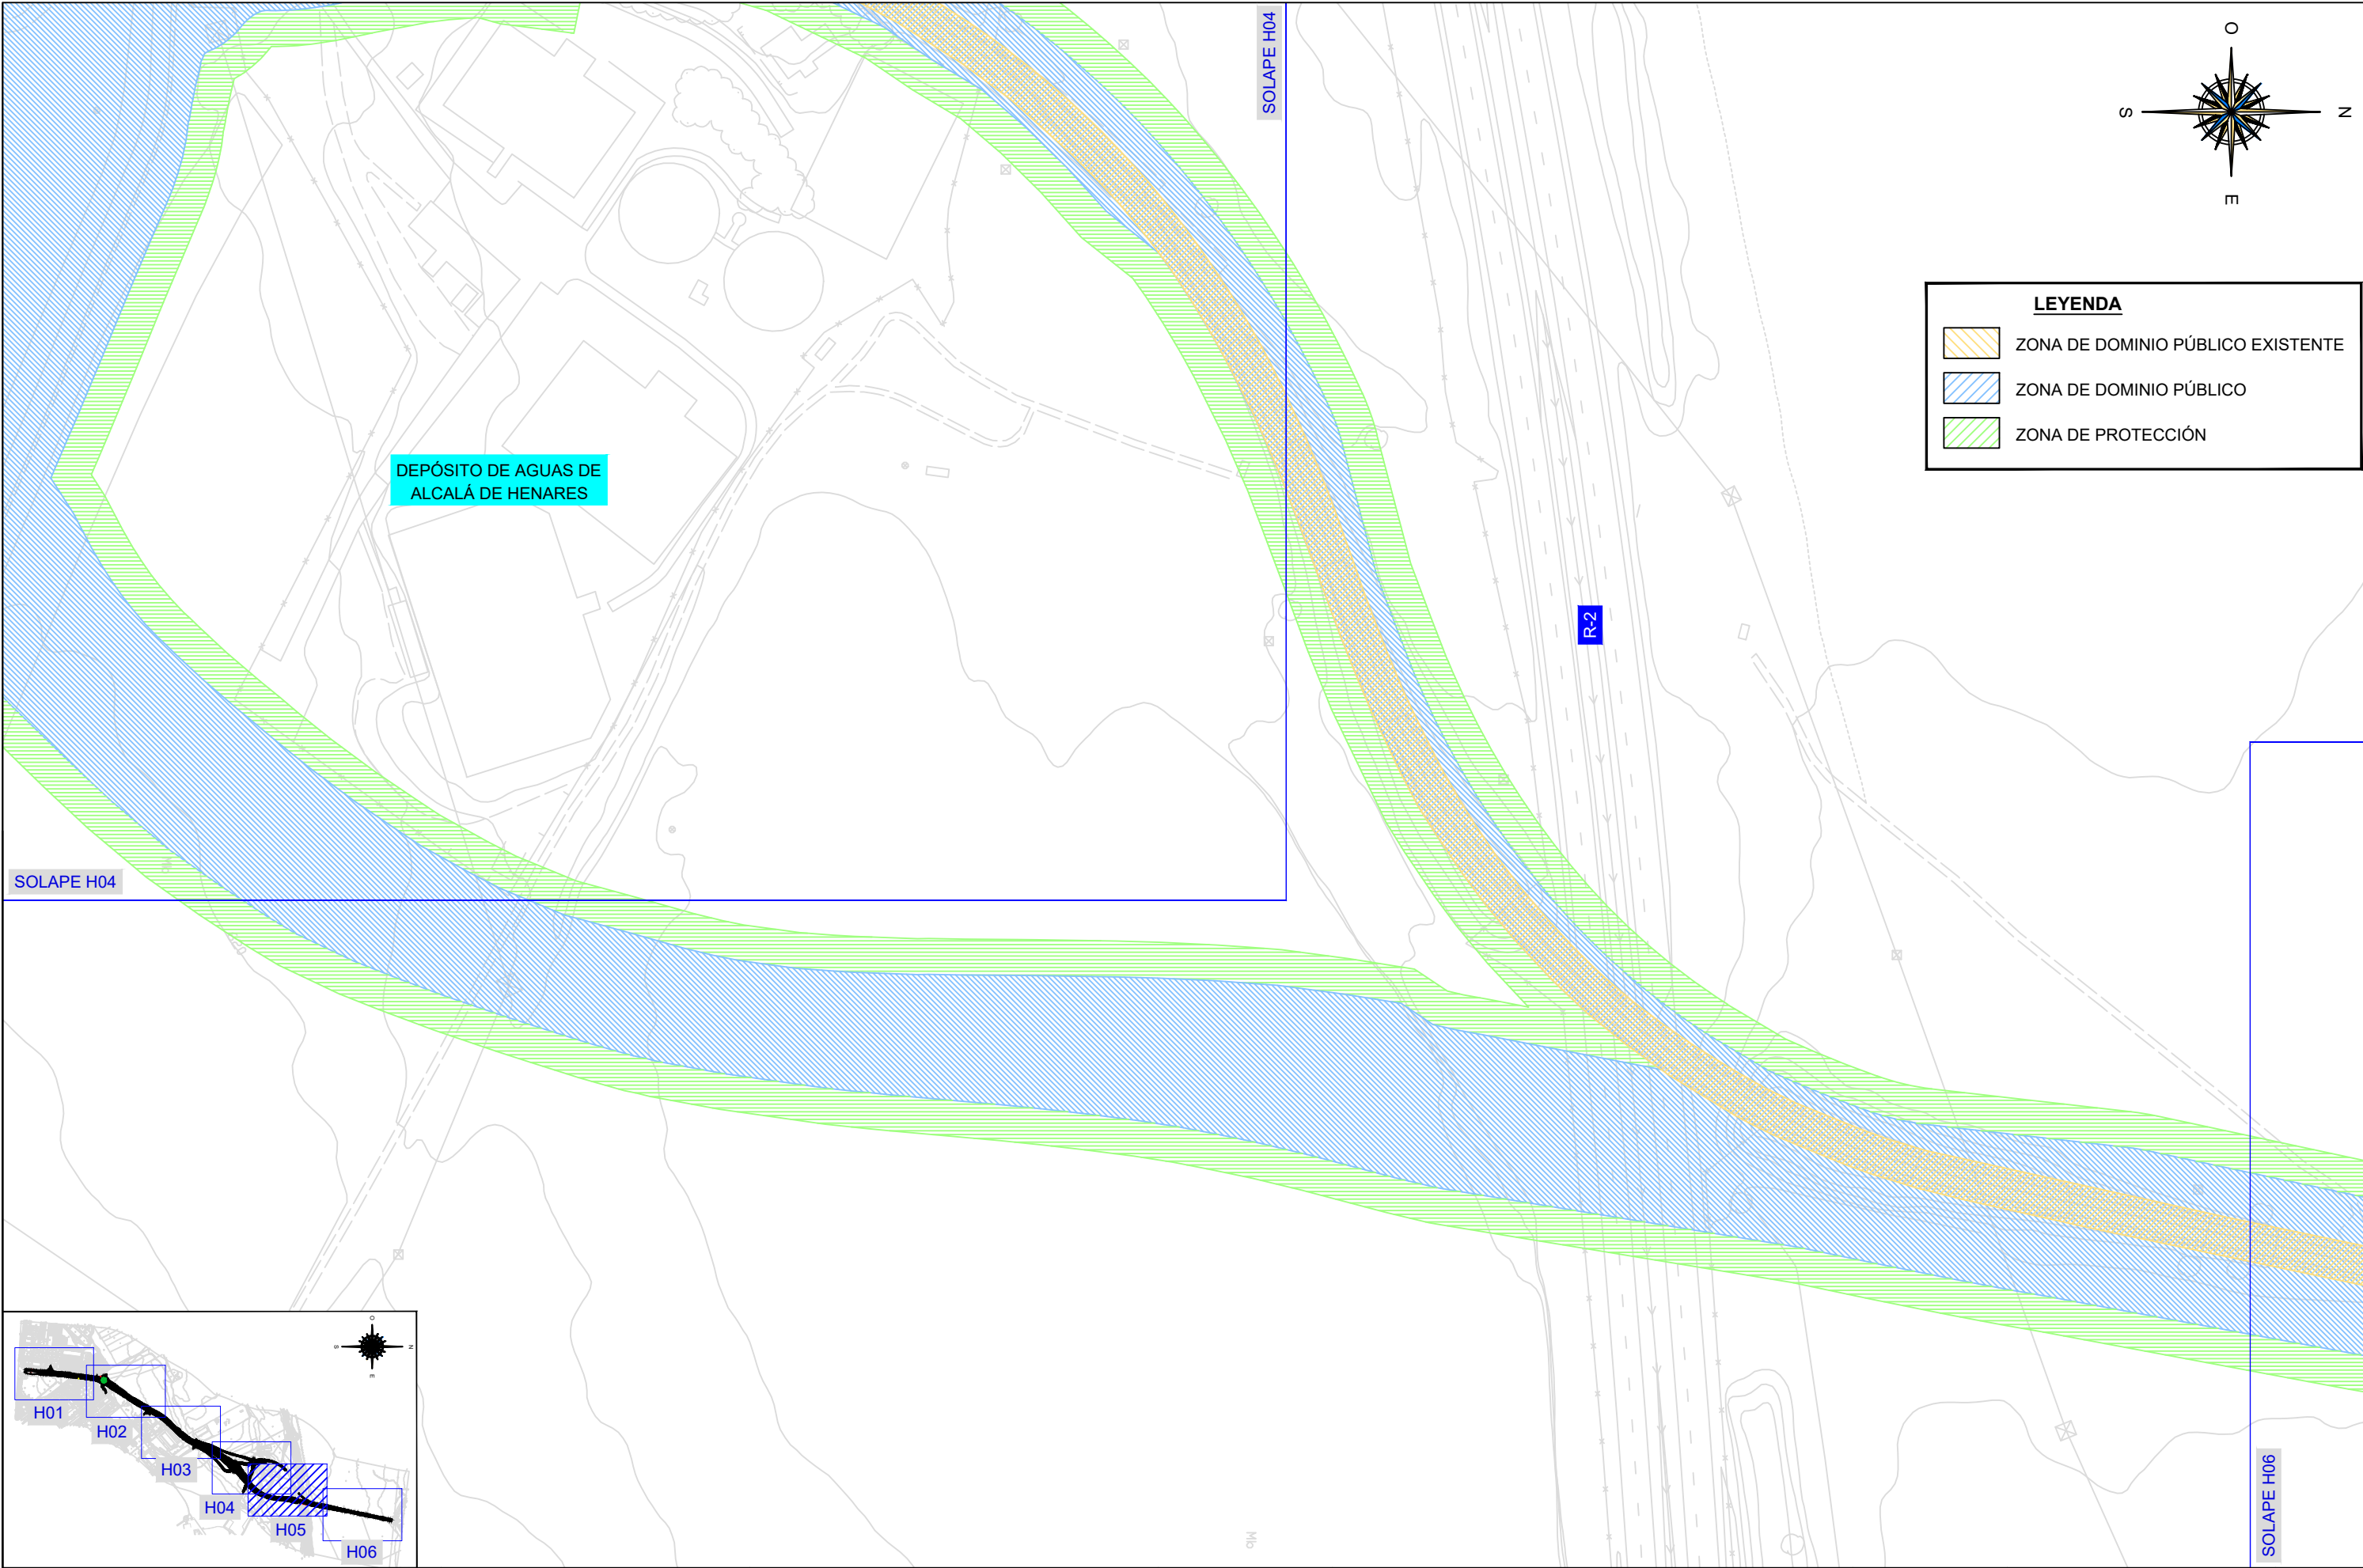 SOLAPE H04
O
S
N
E
LEYENDA
ZONA DE DOMINIO PÚBLICO EXISTENTE
ZONA DE DOMINIO PÚBLICO
ZONA DE PROTECCIÓN
DEPÓSITO DE AGUAS DE
ALCALÁ DE HENARES
R-2
SOLAPE H04
O
S
N
E
H01
H02
H03
H04
H05
H06
SOLAPE H06